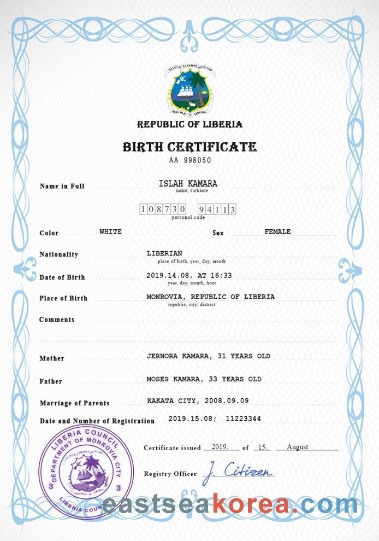 REPUBLIC OF LIBERIA
BIRTH CERTIFICATE
AA 998050
Name in Full ISLAH KAMARA
name, surname
108730 94113
personal code
Color WHITE Sex FEMALE
Nationality LIBERIAN
place of birth, year, day, month
Date of Birth 2019.14.08. AT 16:33
year, day, month, hour
Place of Birth MONROVIA, REPUBLIC OF LIBERIA
republic, city, district
Comments
Mother JERNORA KAMARA, 31 YEARS OLD
Father MOSES KAMARA, 33 YEARS OLD
Marriage of Parents KAKATA CITY, 2008.09.09
Date and Number of Registration 2019.15.08; 11223344
LIBERIA COUNCIL
DEPARTMENT OF MONROVIA CITY
3 3
LIBERIA COUN
Certificate issued 2019. of 15. August
Registry Officer J. Citizen
eastseakorea.com